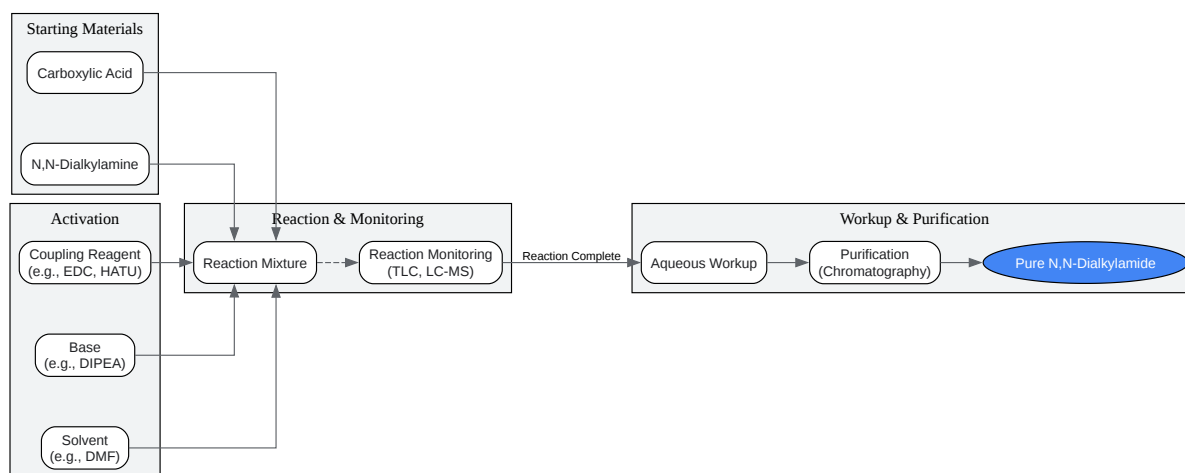 Starting Materials
Carboxylic Acid
N,N-Dialkylamine
Activation
Coupling Reagent
(e.g., EDC, HATU)
Base
(e.g., DIPEA)
Solvent
(e.g., DMF)
Reaction & Monitoring
Reaction Mixture
Reaction Monitoring
(TLC, LC-MS)
Reaction Complete
Workup & Purification
Aqueous Workup
Purification
(Chromatography)
Pure N,N-Dialkylamide